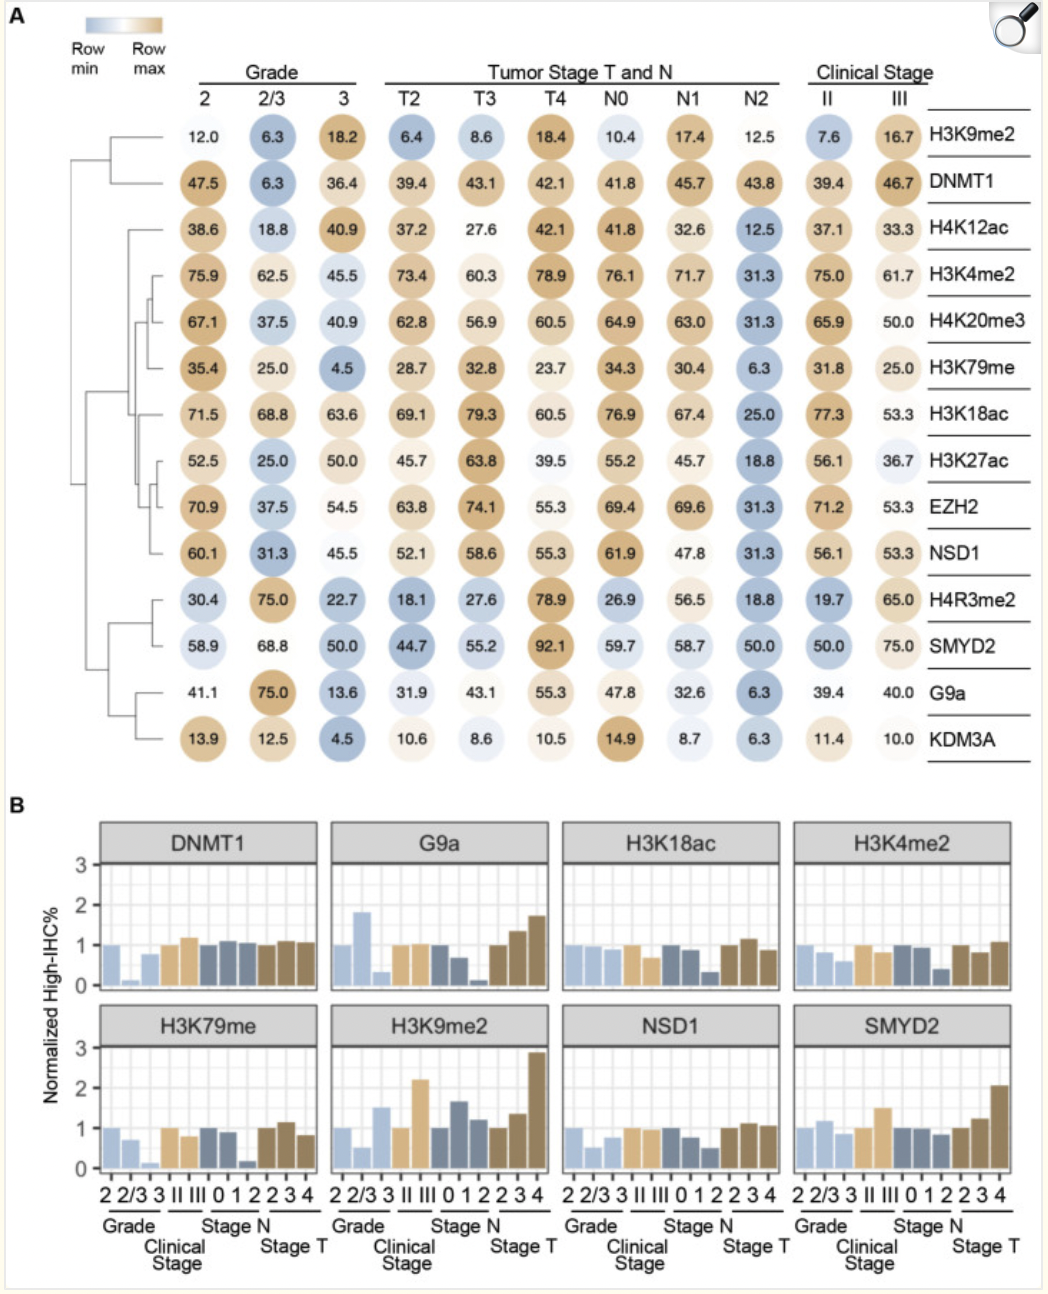 A
Row min
Row max
Grade
Tumor Stage T and N
Clinical Stage
2 2/3 3 T2 T3 T4 N0 N1 N2 II III
12.0 6.3 18.2 6.4 8.6 18.4 10.4 17.4 12.5 7.6 16.7 H3K9me2
47.5 6.3 36.4 39.4 43.1 42.1 41.8 45.7 43.8 39.4 46.7 DNMT1
38.6 18.8 40.9 37.2 27.6 42.1 41.8 32.6 12.5 37.1 33.3 H4K12ac
75.9 62.5 45.5 73.4 60.3 78.9 76.1 71.7 31.3 75.0 61.7 H3K4me2
67.1 37.5 40.9 62.8 56.9 60.5 64.9 63.0 31.3 65.9 50.0 H4K20me3
35.4 25.0 4.5 28.7 32.8 23.7 34.3 30.4 6.3 31.8 25.0 H3K79me
71.5 68.8 63.6 69.1 79.3 60.5 76.9 67.4 25.0 77.3 53.3 H3K18ac
52.5 25.0 50.0 45.7 63.8 39.5 55.2 45.7 18.8 56.1 36.7 H3K27ac
70.9 37.5 54.5 63.8 74.1 55.3 69.4 69.6 31.3 71.2 53.3 EZH2
60.1 31.3 45.5 52.1 58.6 55.3 61.9 47.8 31.3 56.1 53.3 NSD1
30.4 75.0 22.7 18.1 27.6 78.9 26.9 56.5 18.8 19.7 65.0 H4R3me2
58.9 68.8 50.0 44.7 55.2 92.1 59.7 58.7 50.0 50.0 75.0 SMYD2
41.1 75.0 13.6 31.9 43.1 55.3 47.8 32.6 6.3 39.4 40.0 G9a
13.9 12.5 4.5 10.6 8.6 10.5 14.9 8.7 6.3 11.4 10.0 KDM3A
B
Normalized High-IHC%
DNMT1 G9a H3K18ac H3K4me2
3
2
1
0
H3K79me H3K9me2 NSD1 SMYD2
3
2
1
0
2 2/3 3 II III 0 1 2 2 3 4 2 2/3 3 II III 0 1 2 2 3 4 2 2/3 3 II III 0 1 2 2 3 4 2 2/3 3 II III 0 1 2 2 3 4
Grade Stage N Grade Stage N Grade Stage N Grade Stage N
Clinical Stage Stage T Clinical Stage Stage T Clinical Stage Stage T Clinical Stage Stage T